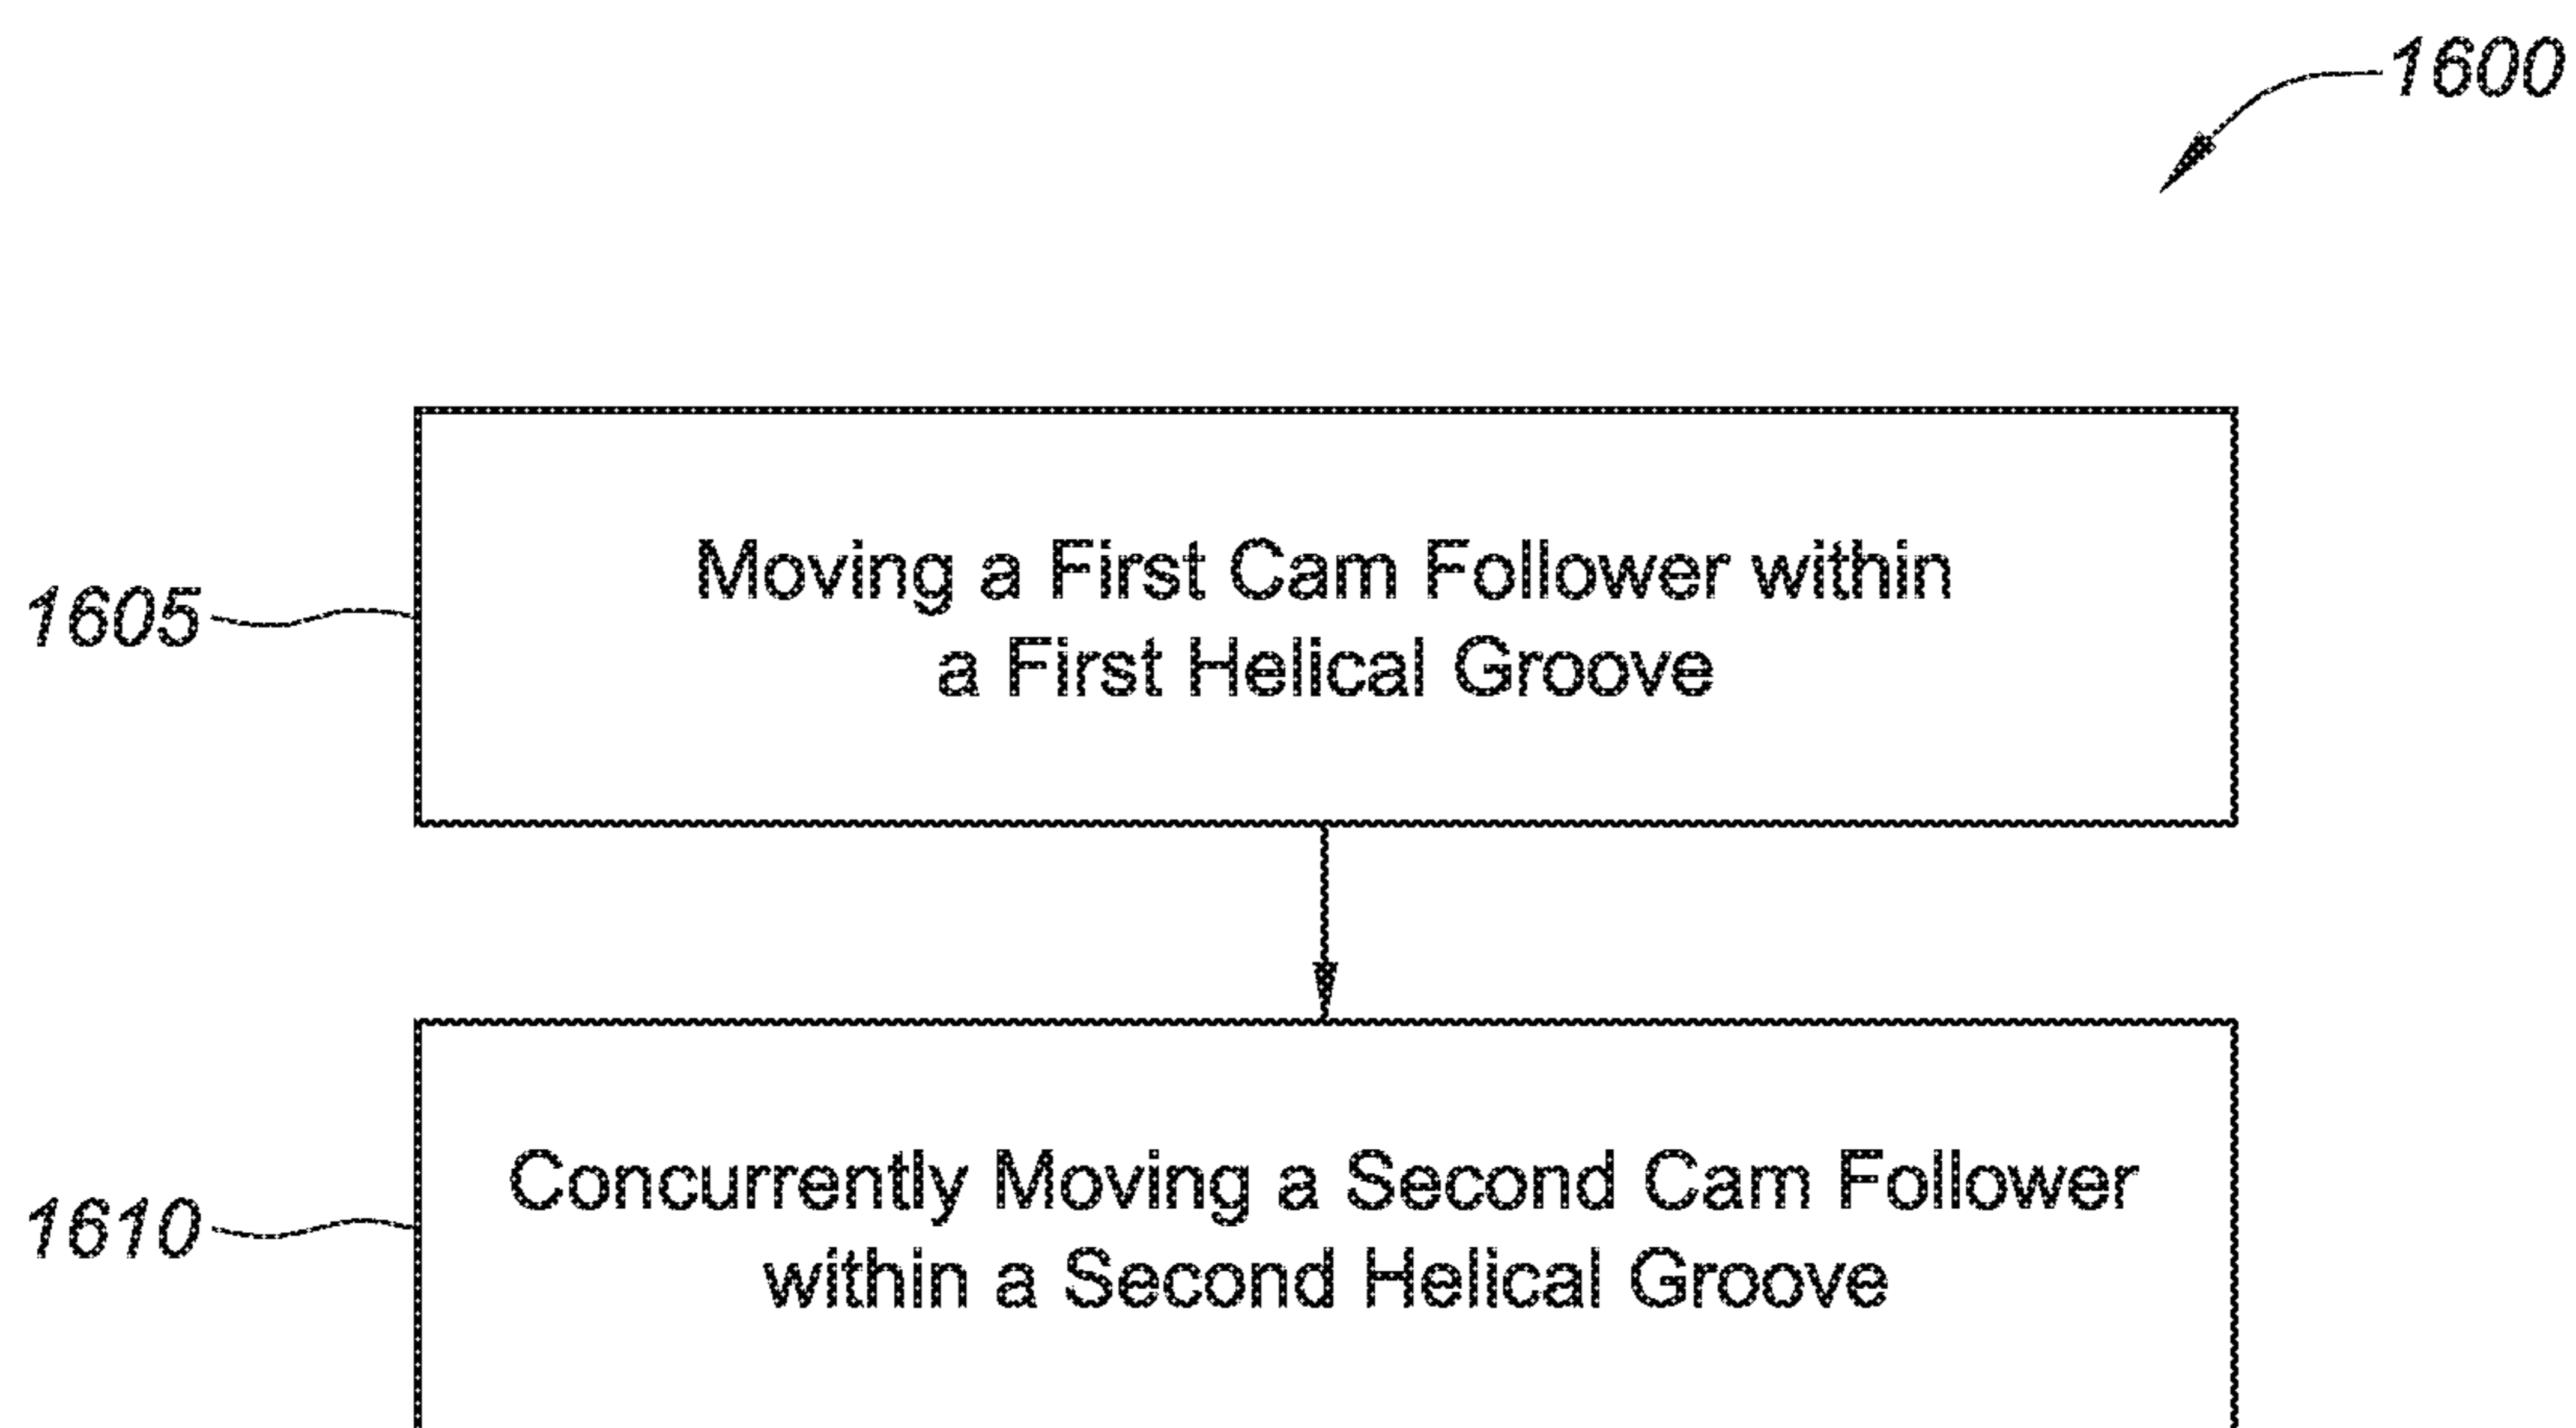 1600
1605
Moving a First Cam Follower within
a First Helical Groove
1610
Concurrently Moving a Second Cam Follower
within a Second Helical Groove